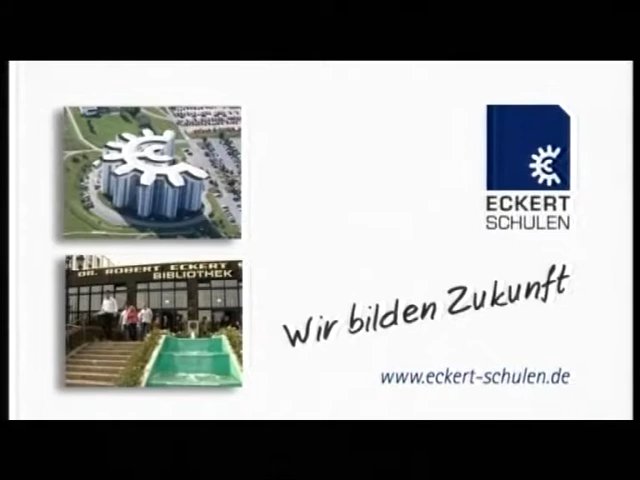 ECKERT
SCHULEN
DR. ROBERT ECKERT
BIBLIOTHEK
Wir bilden Zukunft
www.eckert-schulen.de